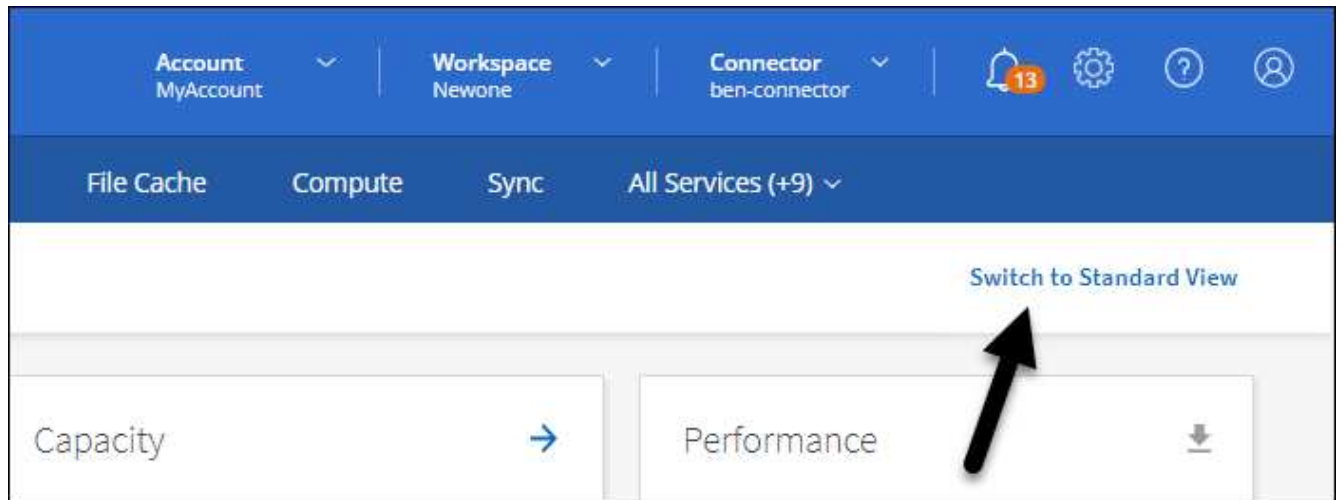 Account Workspace Connector
MyAccount Newone ben-connector
13
File Cache Compute Sync All Services (+9)
Switch to Standard View
Capacity Performance